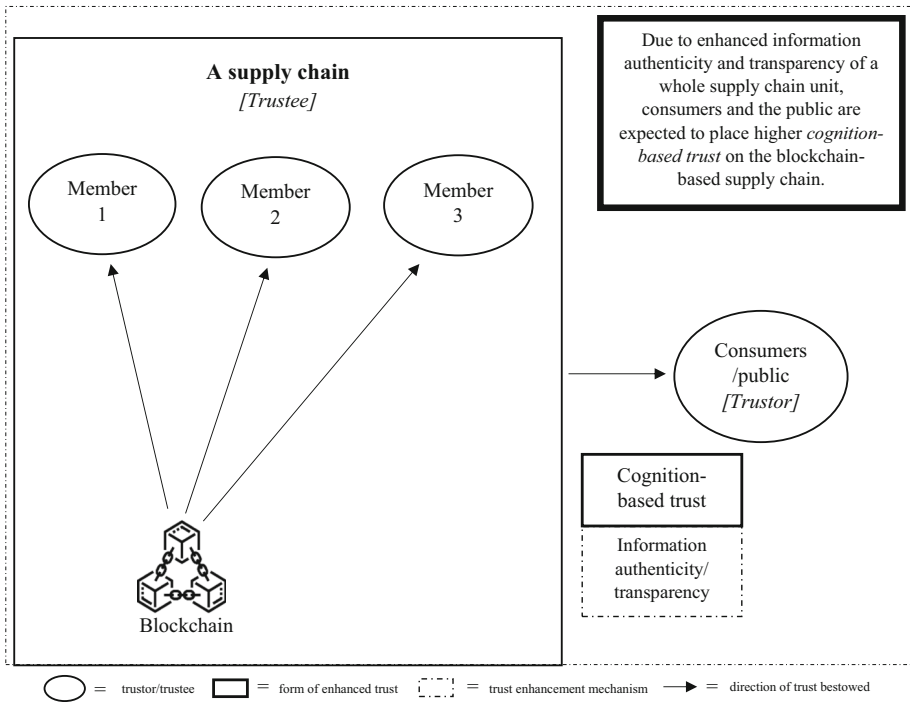 A supply chain
[Trustee]
Member
1
Member
2
Member
3
Blockchain
Due to enhanced information
authenticity and transparency of a
whole supply chain unit,
consumers and the public are
expected to place higher cognition-
based trust on the blockchain-
based supply chain.
Consumers
/public
[Trustor]
Cognition-
based trust
Information
authenticity/
transparency
= trustor/trustee = form of enhanced trust = trust enhancement mechanism = direction of trust bestowed